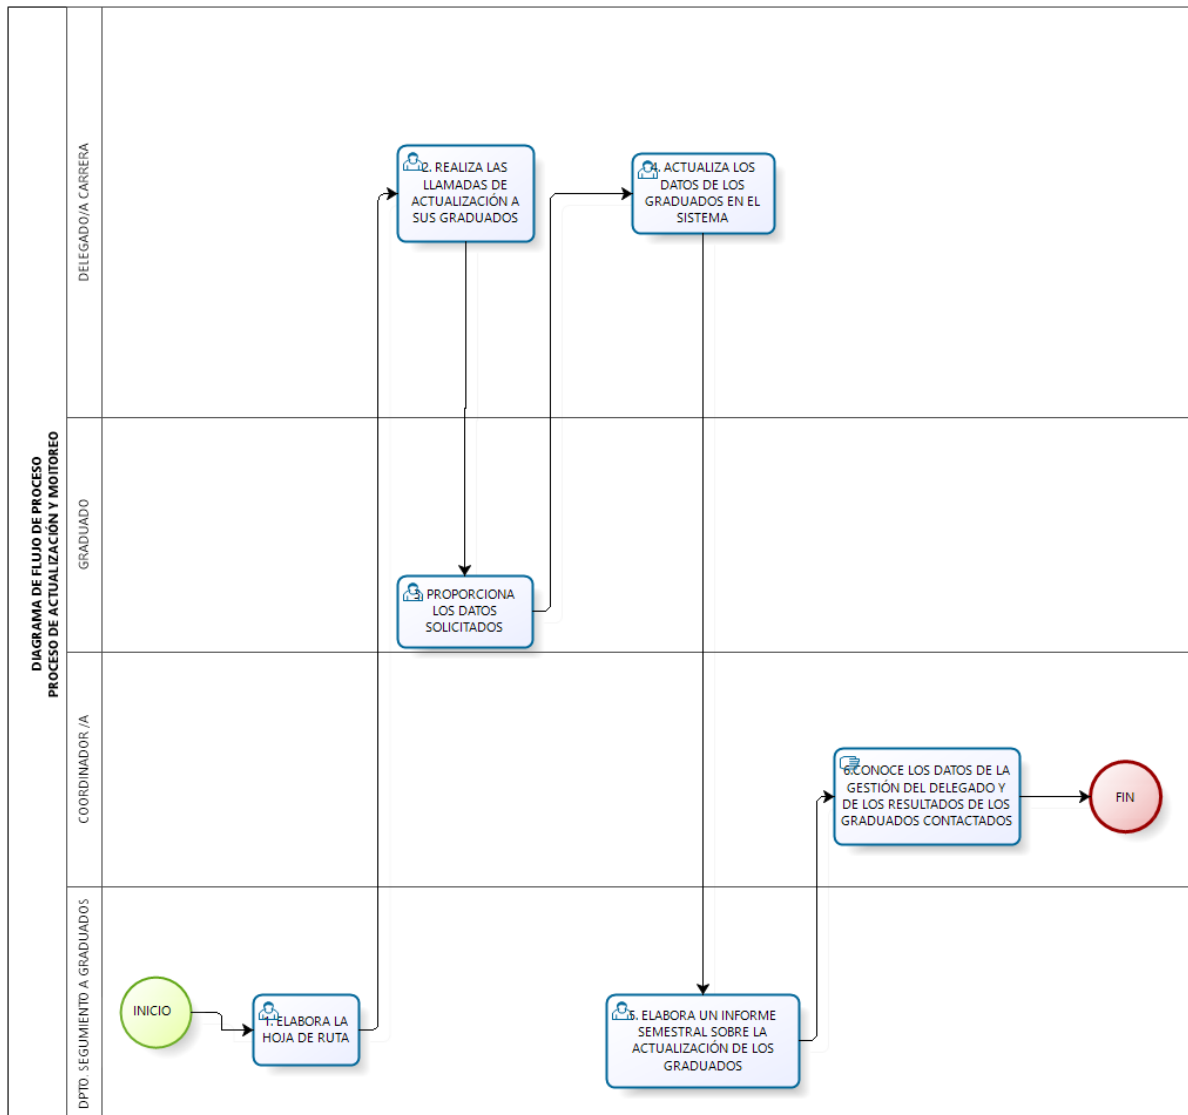 DIAGRAMA DE FLUJO DE PROCESO
PROCESO DE ACTUALIZACIÓN Y MOITOREO
DELEGADO/A CARRERA
2. REALIZA LAS
LLAMADAS DE
ACTUALIZACIÓN A
SUS GRADUADOS
4. ACTUALIZA LOS
DATOS DE LOS
GRADUADOS EN EL
SISTEMA
GRADUADO
PROPORCIONA
LOS DATOS
SOLICITADOS
COORDINADOR /A
6.CONOCE LOS DATOS DE LA
GESTIÓN DEL DELEGADO Y
DE LOS RESULTADOS DE LOS
GRADUADOS CONTACTADOS
FIN
DPTO. SEGUMIENTO A GRADUADOS
INICIO
1. ELABORA LA
HOJA DE RUTA
5. ELABORA UN INFORME
SEMESTRAL SOBRE LA
ACTUALIZACIÓN DE LOS
GRADUADOS